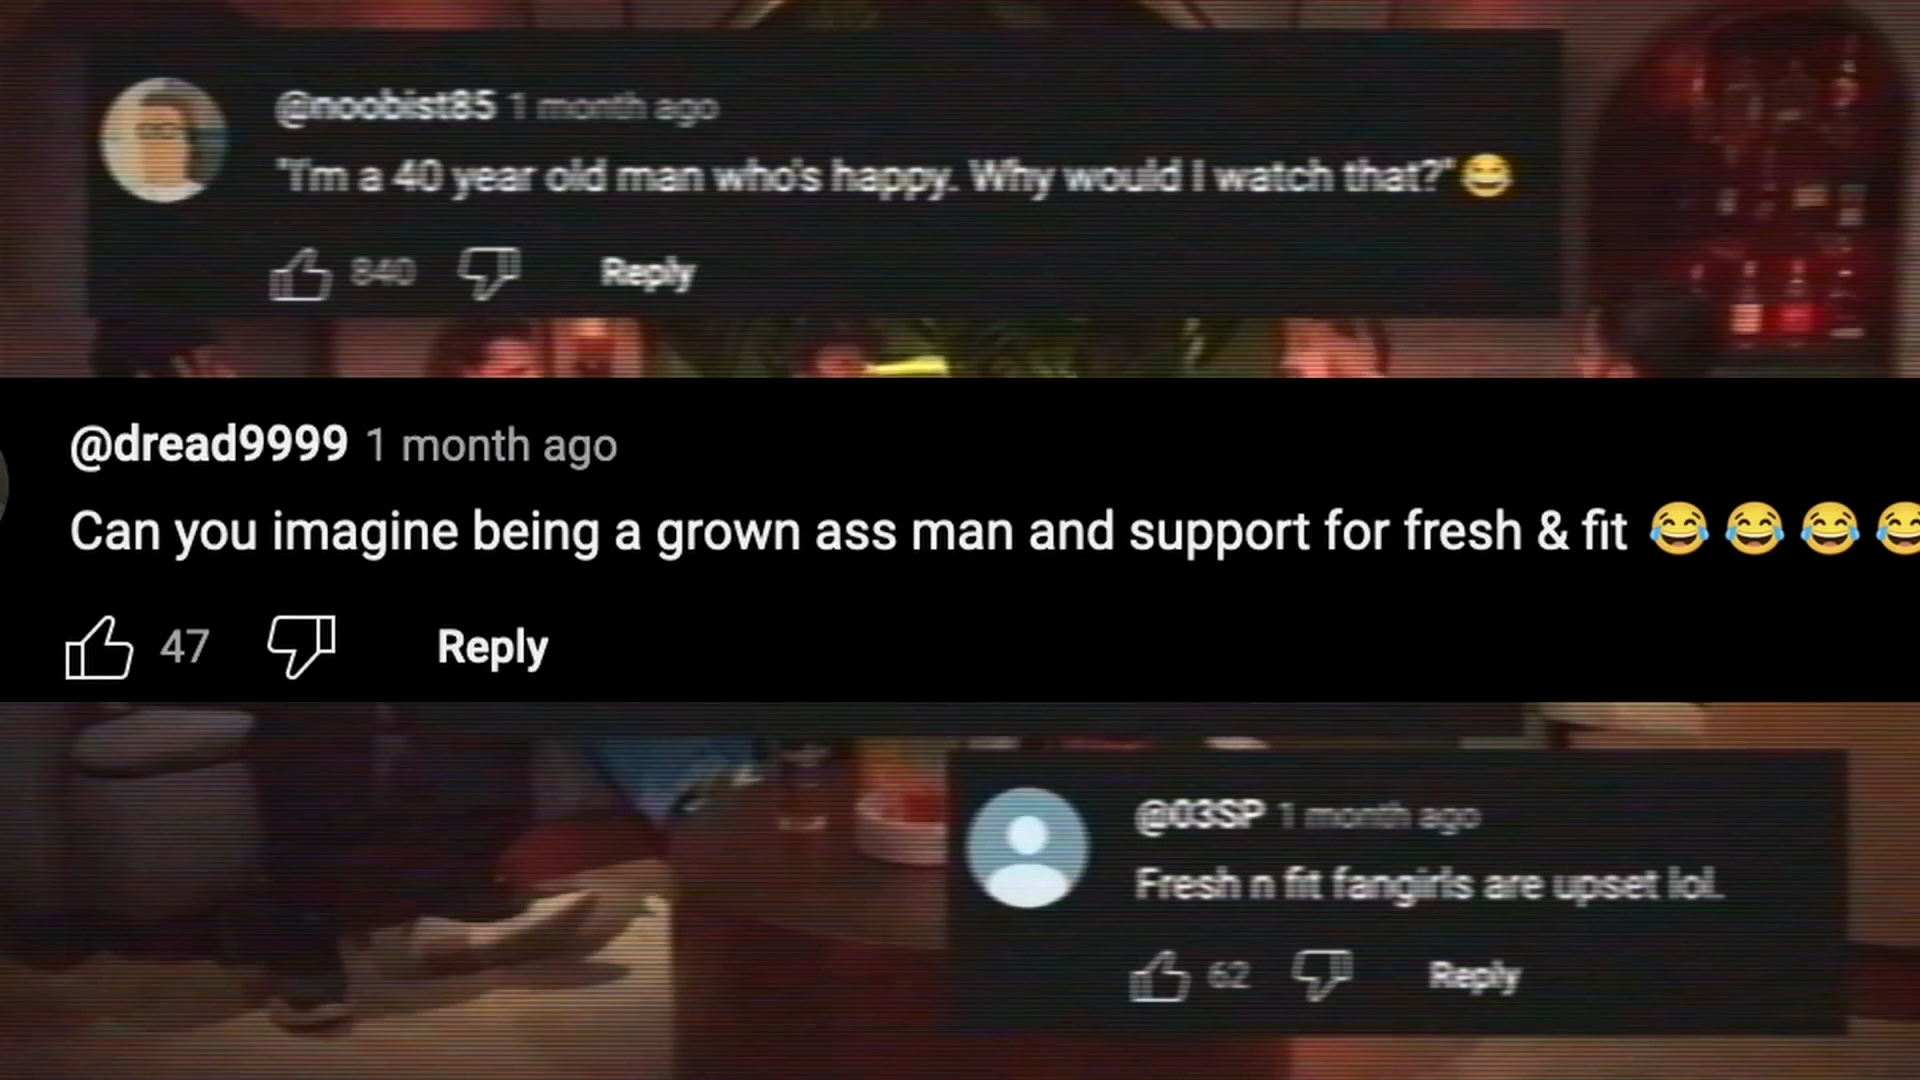 @noobist85 1 month ago
"I'm a 40 year old man who's happy. Why would I watch that?"😂
840 Reply
@dread9999 1 month ago
Can you imagine being a grown ass man and support for fresh & fit 😂 😂 😂 😂
47 Reply
@03SP 1 month ago
Fresh n fit fangirls are upset lol.
62 Reply